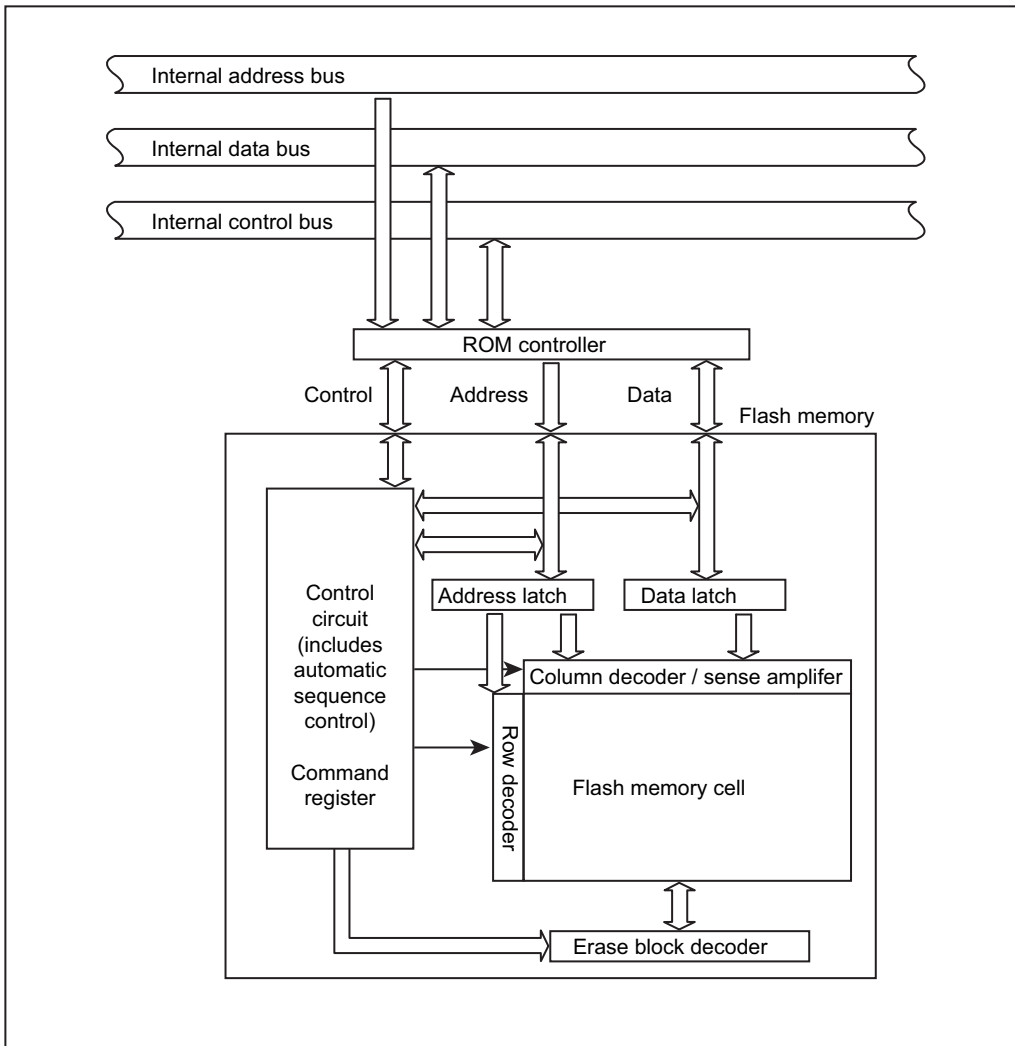 Internal address bus
Internal data bus
Internal control bus
ROM controller
Control
Address
Data
Flash memory
Control
circuit
(includes
automatic
sequence
control)
Command
register
Address latch
Data latch
Column decoder / sense amplifer
Row decoder
Flash memory cell
Erase block decoder